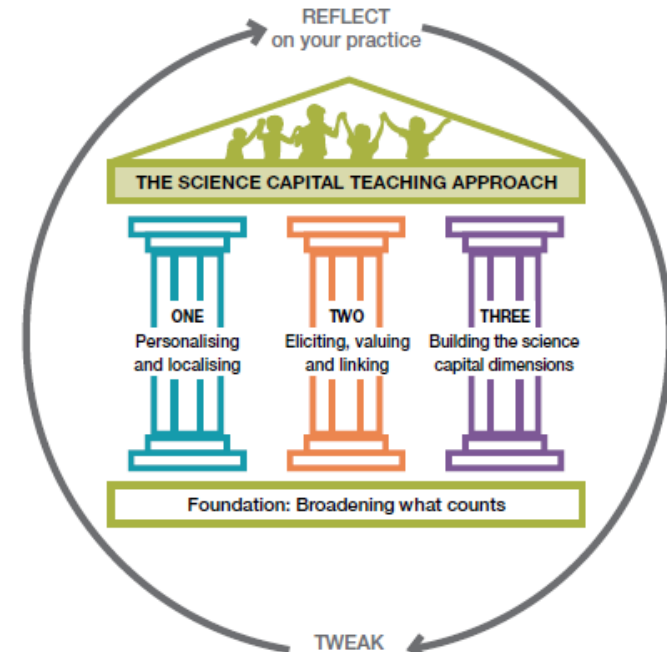 REFLECT
on your practice
THE SCIENCE CAPITAL TEACHING APPROACH
ONE
Personalising
and localising
TWO
Eliciting, valuing
and linking
THREE
Building the science
capital dimensions
Foundation: Broadening what counts
TWEAK